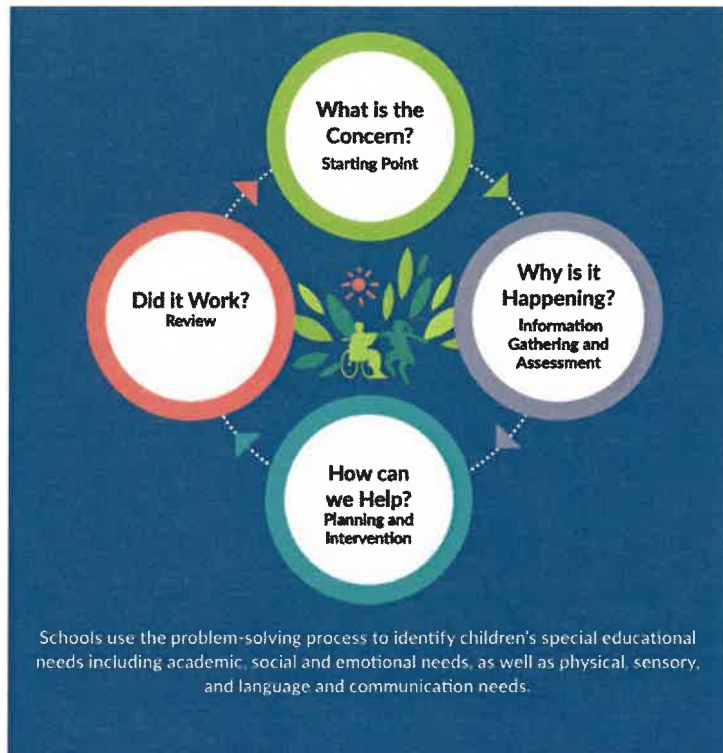 What is the
Concern?
Starting Point
Why is it
Happening?
Information
Gathering and
Assessment
How can
we Help?
Planning and
Intervention
Did it Work?
Review
Schools use the problem-solving process to identify children's special educational
needs including academic, social and emotional needs, as well as physical, sensory,
and language and communication needs.